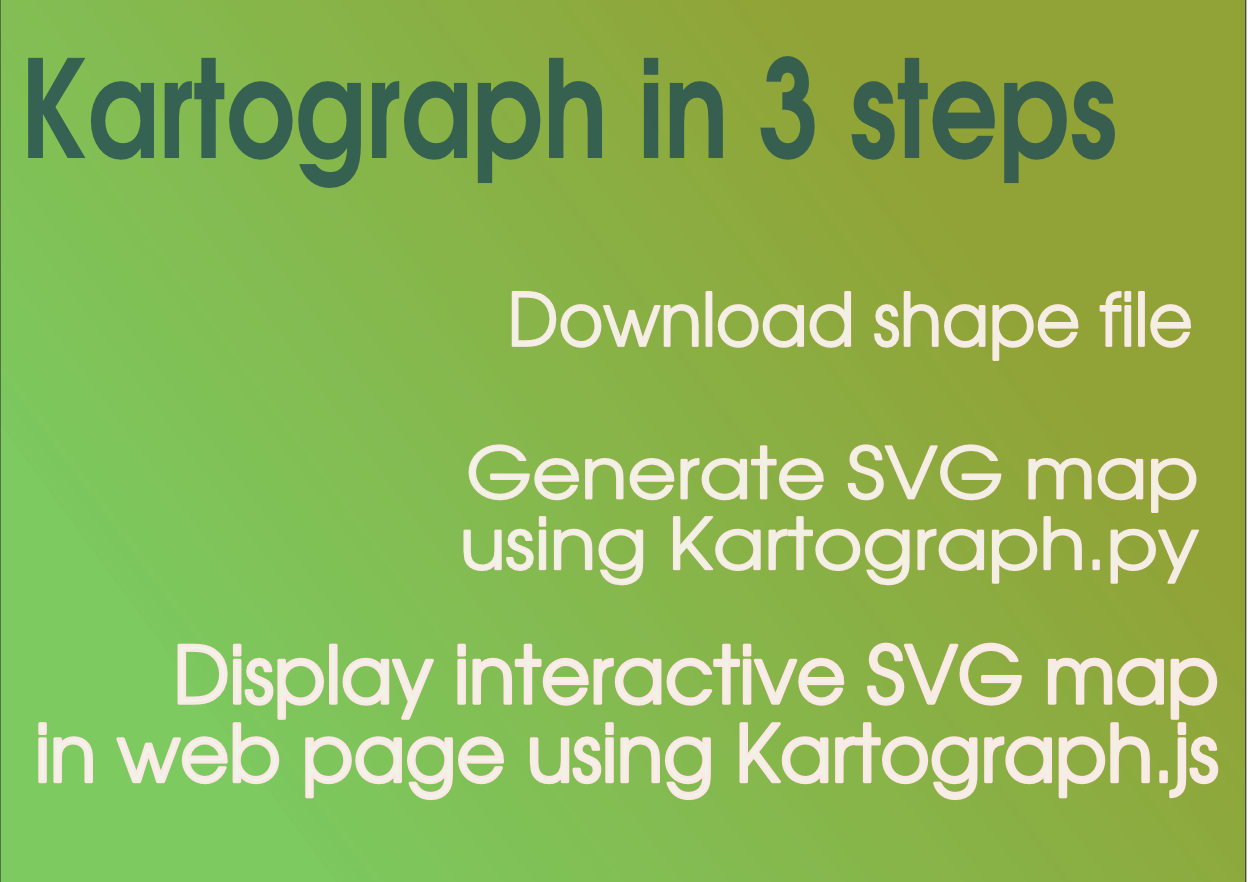 Kartograph in 3 steps
Download shape file
Generate SVG map
using Kartograph.py
Display interactive SVG map
in web page using Kartograph.js